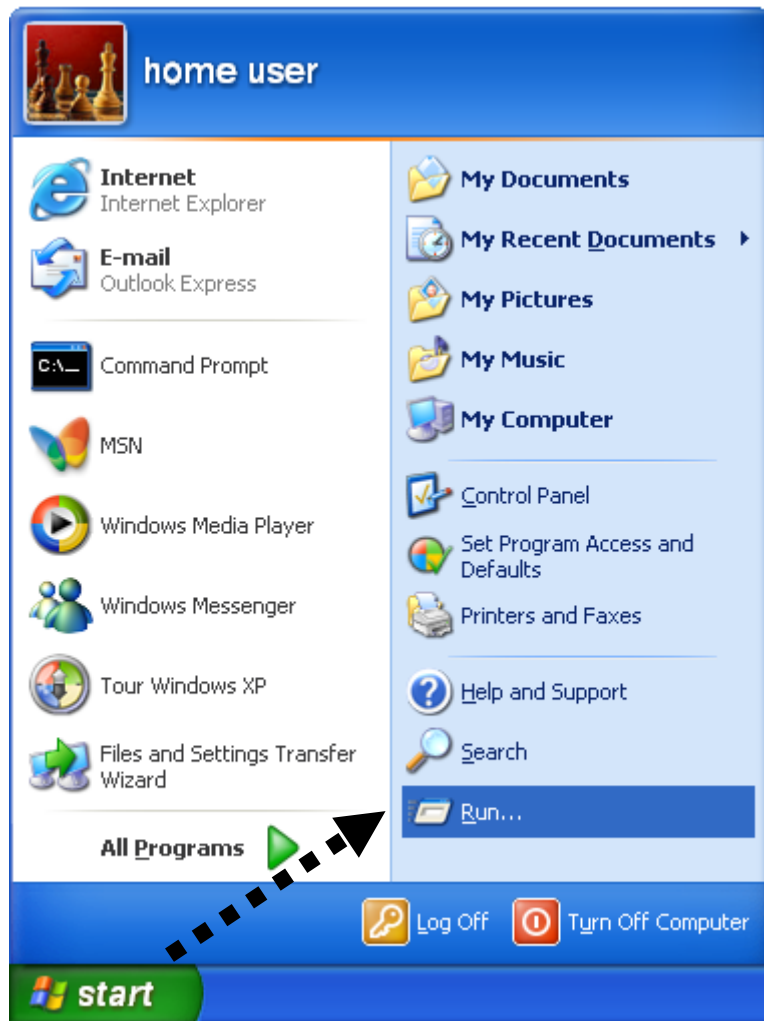 home user
Internet
Internet Explorer
E-mail
Outlook Express
C:\_
Command Prompt
MSN
Windows Media Player
Windows Messenger
Tour Windows XP
Files and Settings Transfer
Wizard
All Programs
My Documents
My Recent Documents
My Pictures
My Music
My Computer
Control Panel
Set Program Access and
Defaults
Printers and Faxes
Help and Support
Search
Run...
Log Off
Turn Off Computer
start